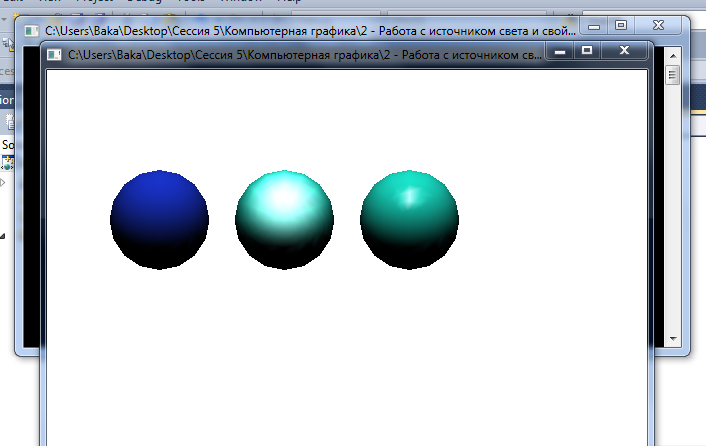 C:\Users\Baka\Desktop\Сессия 5\Компьютерная графика\2 - Работа с источником света и свой...
C:\Users\Baka\Desktop\Сессия 5\Компьютерная графика\2 - Работа с источником св...
So